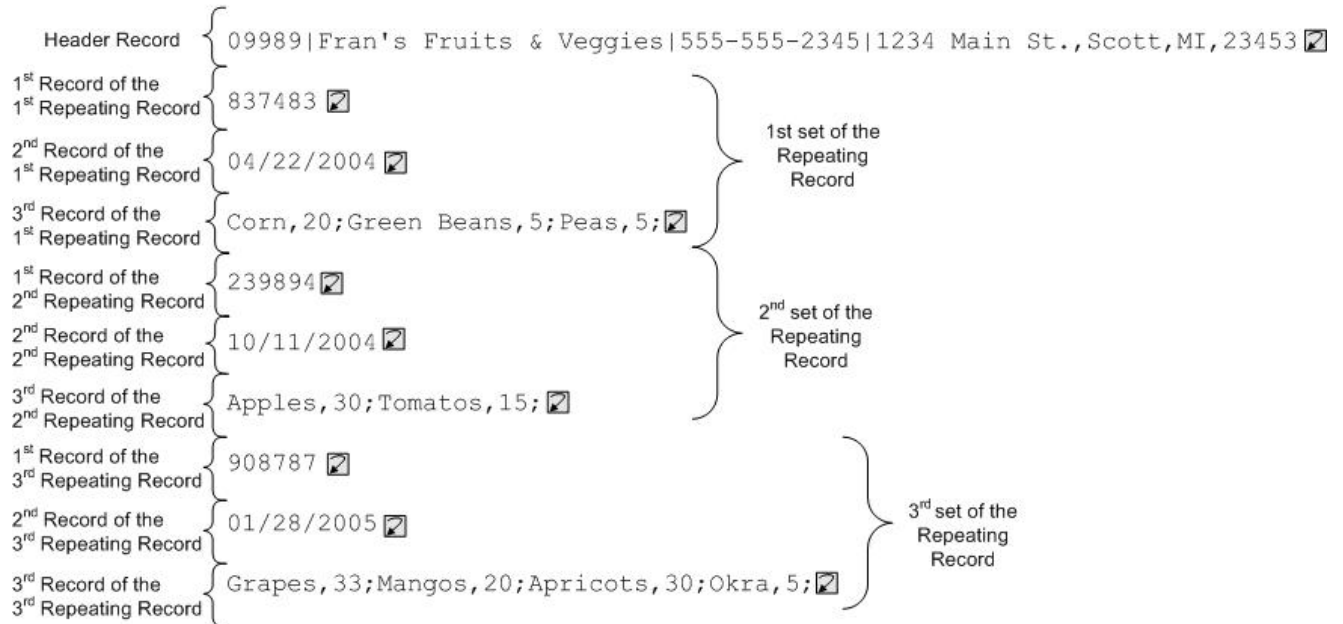 Header Record
09989|Fran's Fruits & Veggies|555-555-2345|1234 Main St.,Scott,MI,23453
1st Record of the
1st Repeating Record
837483
2nd Record of the
1st Repeating Record
04/22/2004
3rd Record of the
1st Repeating Record
Corn,20;Green Beans,5;Peas,5;
1st set of the
Repeating
Record
1st Record of the
2nd Repeating Record
239894
2nd Record of the
2nd Repeating Record
10/11/2004
3rd Record of the
2nd Repeating Record
Apples,30;Tomatos,15;
2nd set of the
Repeating
Record
1st Record of the
3rd Repeating Record
908787
2nd Record of the
3rd Repeating Record
01/28/2005
3rd Record of the
3rd Repeating Record
Grapes,33;Mangos,20;Apricots,30;Okra,5;
3rd set of the
Repeating
Record